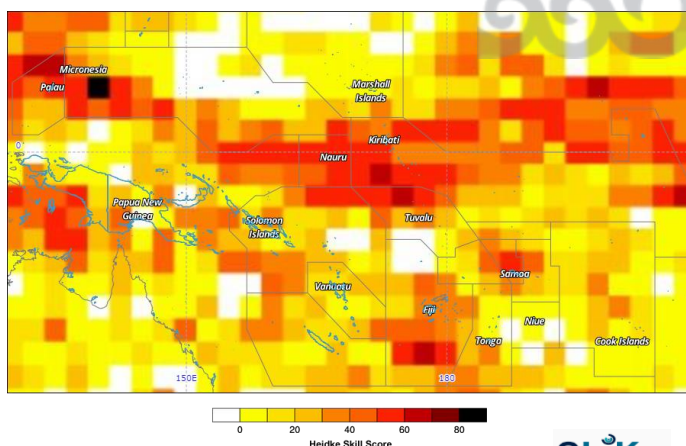 Micronesia
Palau
Marshall
Islands
0
Kiribati
Nauru
Papua New
Guinea
Solomon
Islands
Tuvalu
Samoa
Vanuatu
Fiji
Niue
Tonga
Cook Islands
150E
180
0
20
40
60
80
Heidke Skill Score